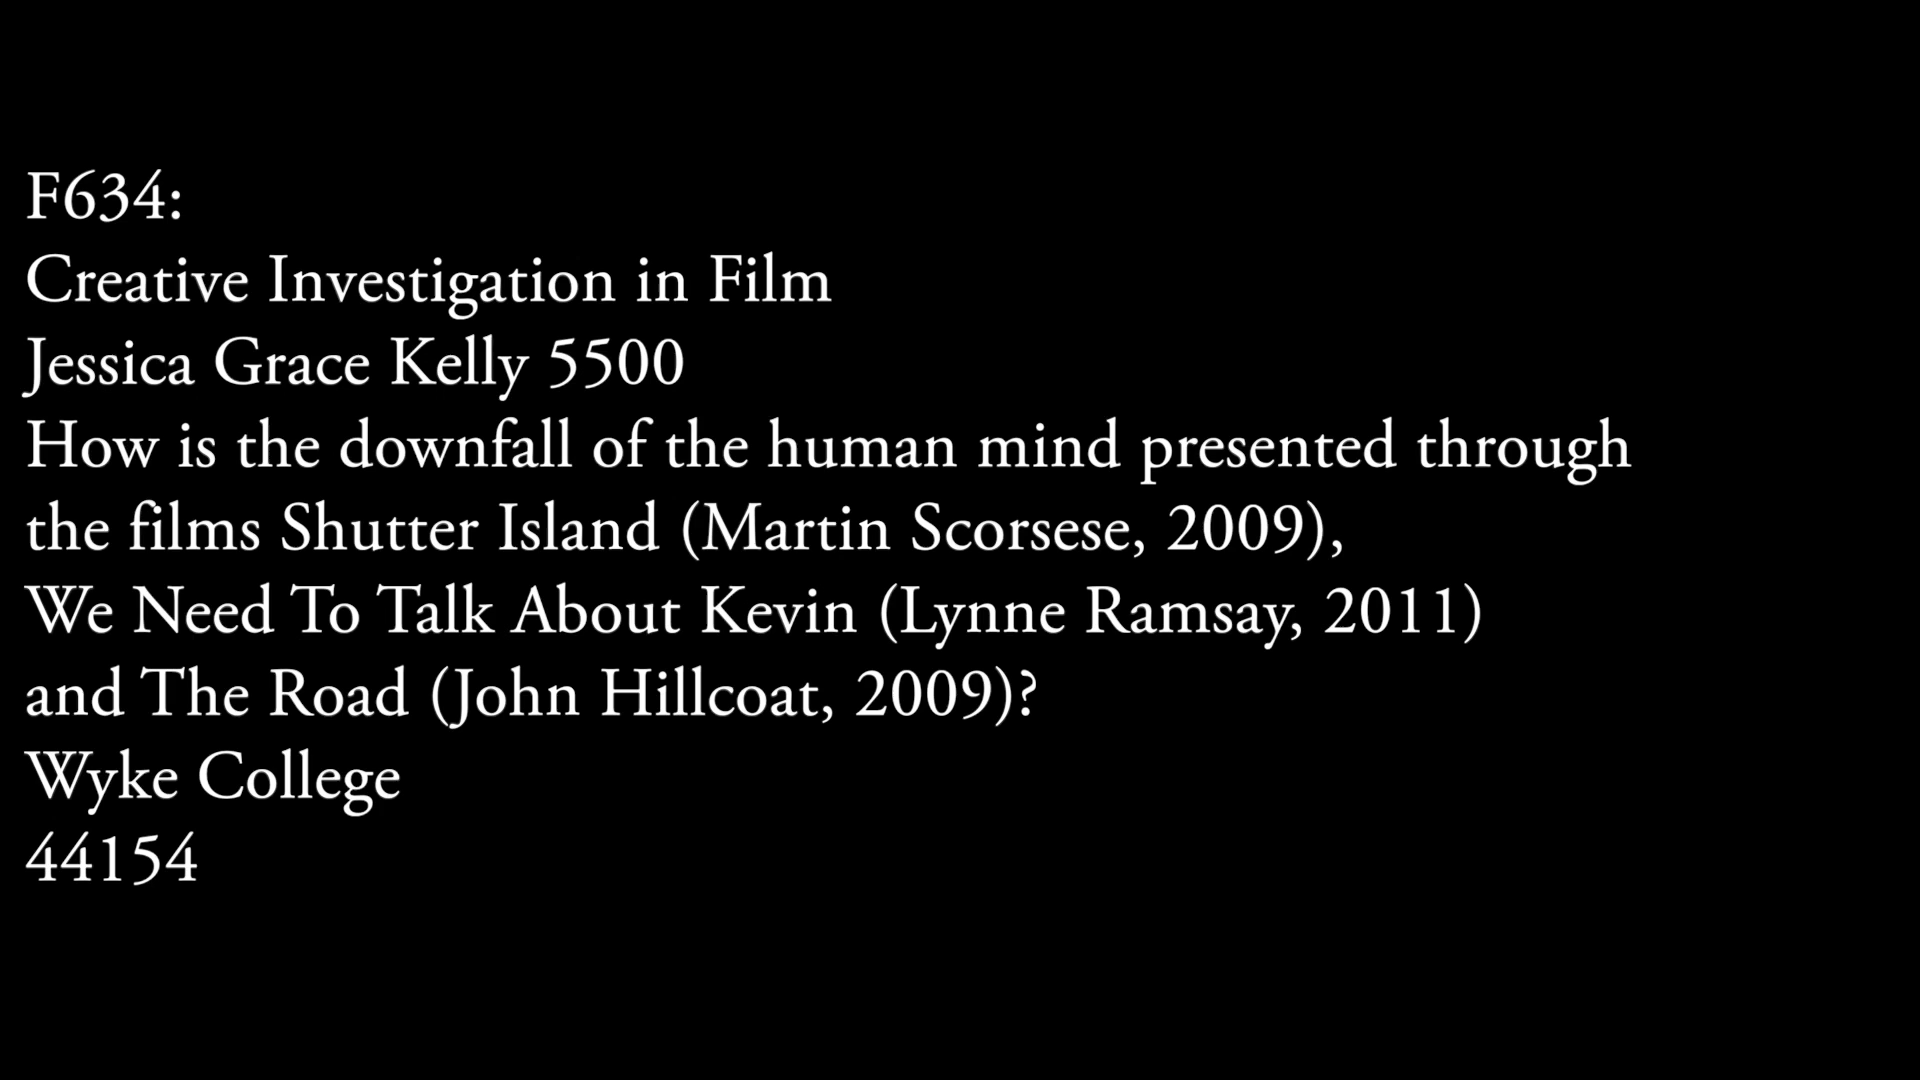 F634:
Creative Investigation in Film
Jessica Grace Kelly 5500
How is the downfall of the human mind presented through
the films Shutter Island (Martin Scorsese, 2009),
We Need To Talk About Kevin (Lynne Ramsay, 2011)
and The Road (John Hillcoat, 2009)?
Wyke College
44154